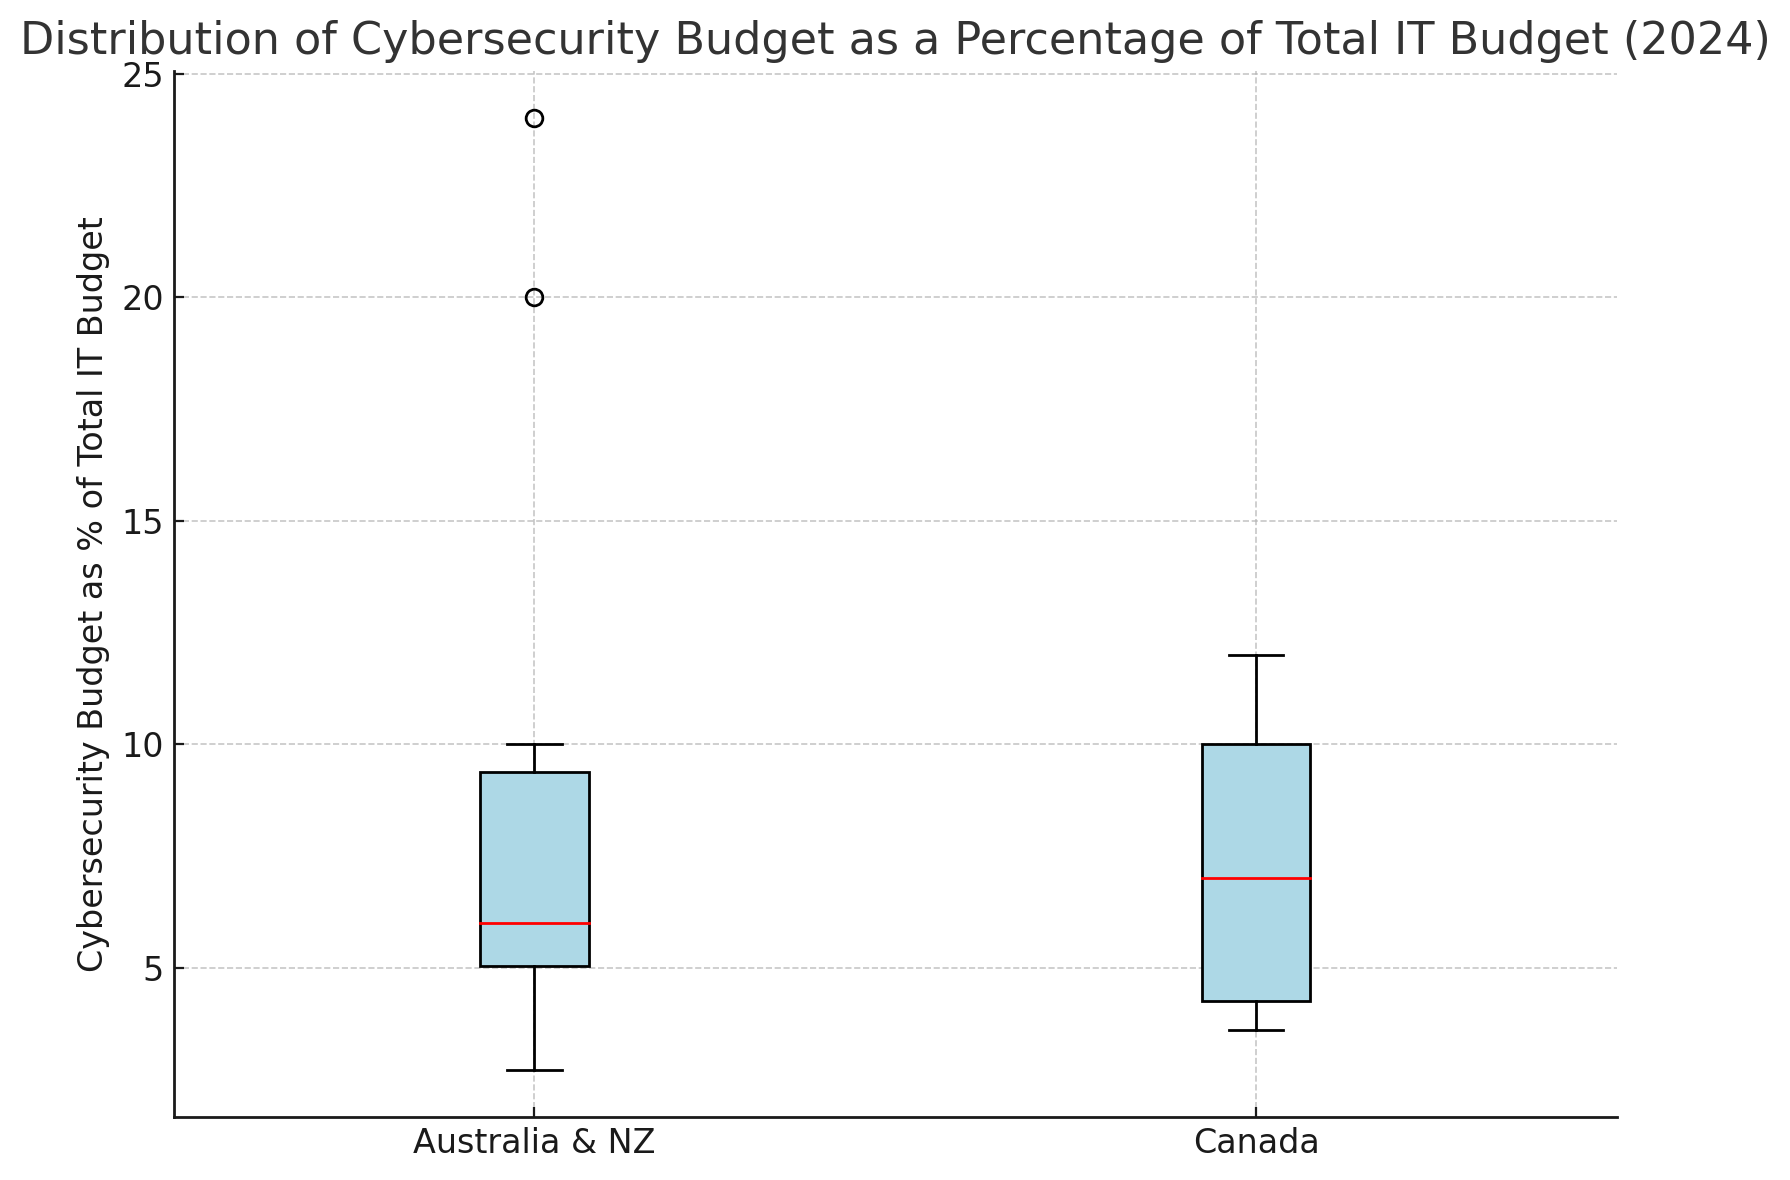 Distribution of Cybersecurity Budget as a Percentage of Total IT Budget (2024)
Cybersecurity Budget as % of Total IT Budget
25
20
15
10
5
Australia & NZ
Canada